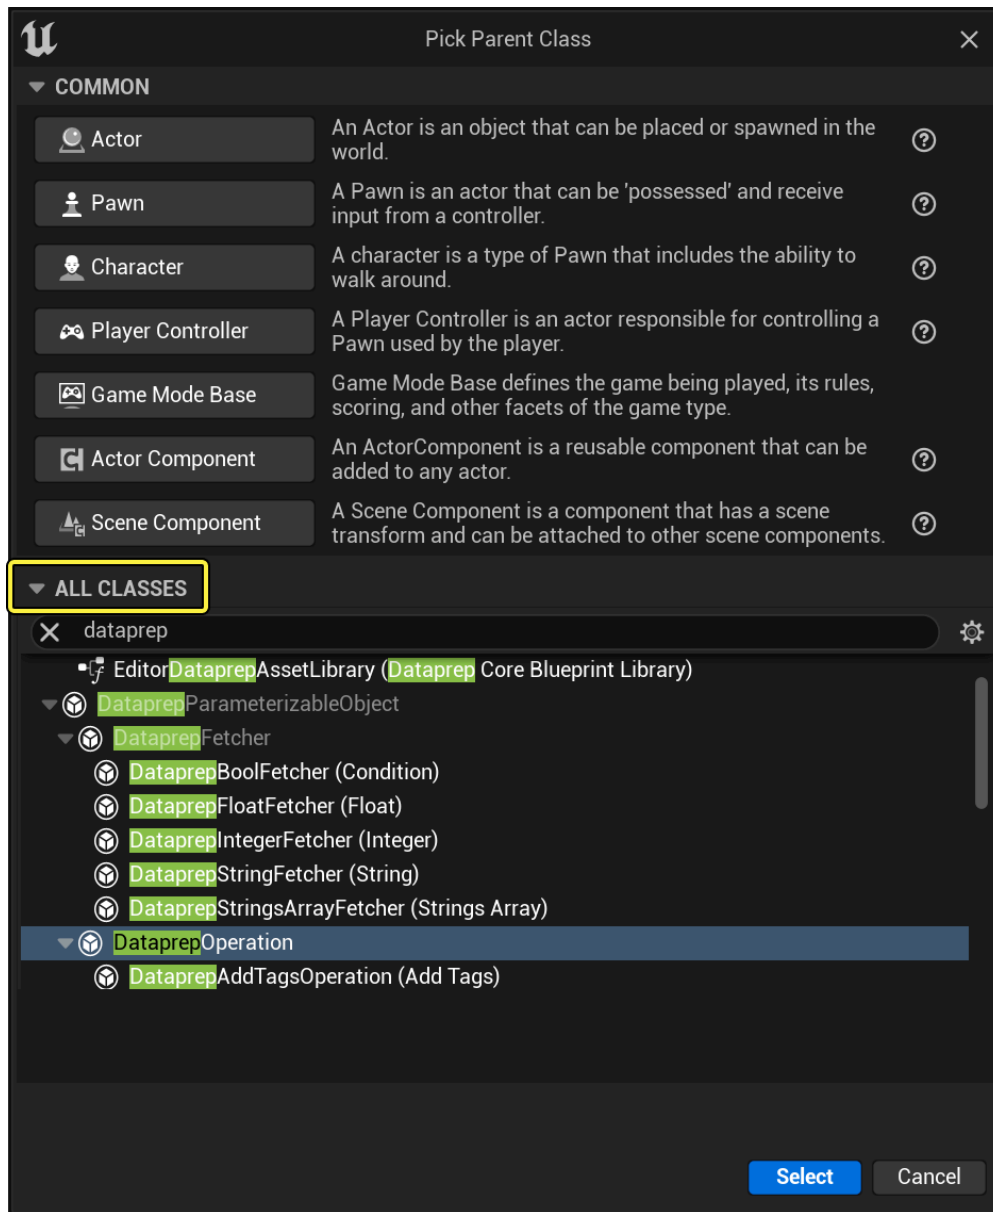 Pick Parent Class
COMMON
Actor
An Actor is an object that can be placed or spawned in the
world.
Pawn
A Pawn is an actor that can be 'possessed' and receive
input from a controller.
Character
A character is a type of Pawn that includes the ability to
walk around.
Player Controller
A Player Controller is an actor responsible for controlling a
Pawn used by the player.
Game Mode Base
Game Mode Base defines the game being played, its rules,
scoring, and other facets of the game type.
Actor Component
An ActorComponent is a reusable component that can be
added to any actor.
Scene Component
A Scene Component is a component that has a scene
transform and can be attached to other scene components.
ALL CLASSES
dataprep
EditorDataprepAssetLibrary (Dataprep Core Blueprint Library)
DataprepParameterizableObject
DataprepFetcher
DataprepBoolFetcher (Condition)
DataprepFloatFetcher (Float)
DataprepIntegerFetcher (Integer)
DataprepStringFetcher (String)
DataprepStringsArrayFetcher (Strings Array)
DataprepOperation
DataprepAddTagsOperation (Add Tags)
Select
Cancel